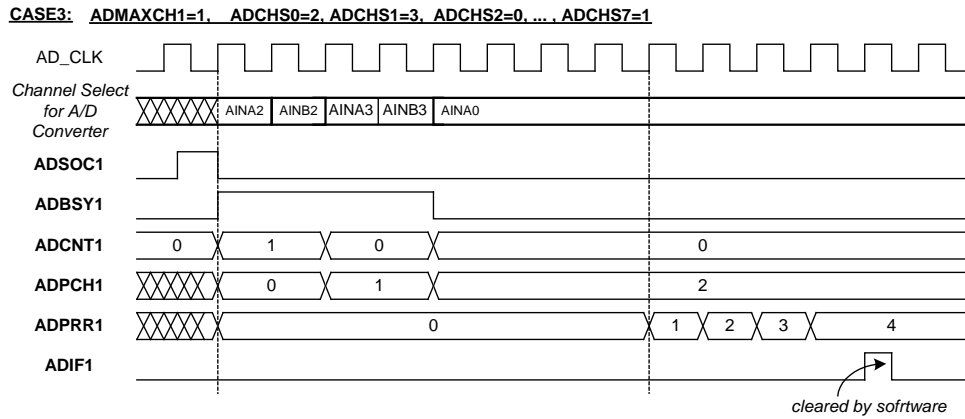 CASE3: ADMAXCH1=1, ADCHS0=2, ADCHS1=3, ADCHS2=0, ... , ADCHS7=1
AD_CLK
Channel Select
for A/D
Converter
AINA2 AINB2 AINA3 AINB3 AINA0
ADSOC1
ADBSY1
ADCNT1 0 1 0 0
ADPCH1 0 1 2
ADPRR1 0 1 2 3 4
ADIF1
cleared by sofrtware